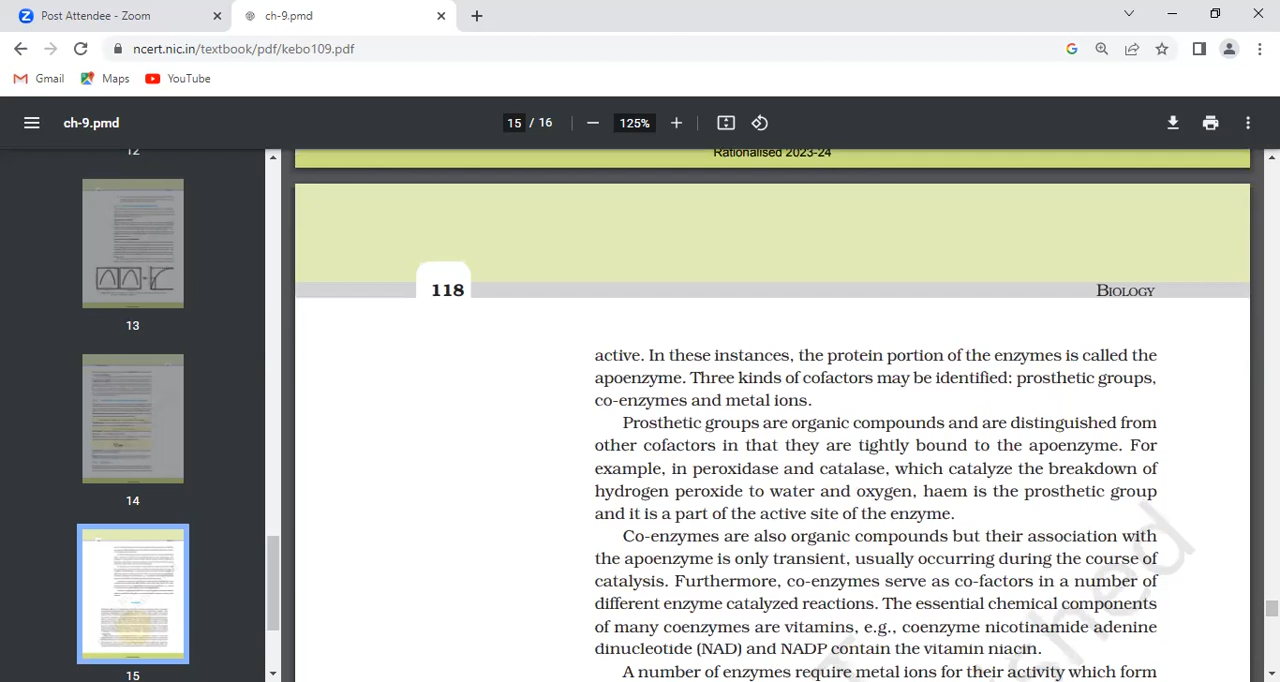 Post Attendee - Zoom
ch-9.pmd
ncert.nic.in/textbook/pdf/kebo109.pdf
Gmail
Maps
YouTube
ch-9.pmd
15 / 16
125%
12
13
14
15
Rationalised 2023-24
118
BIOLOGY
active. In these instances, the protein portion of the enzymes is called the
apoenzyme. Three kinds of cofactors may be identified: prosthetic groups,
co-enzymes and metal ions.
Prosthetic groups are organic compounds and are distinguished from
other cofactors in that they are tightly bound to the apoenzyme. For
example, in peroxidase and catalase, which catalyze the breakdown of
hydrogen peroxide to water and oxygen, haem is the prosthetic group
and it is a part of the active site of the enzyme.
Co-enzymes are also organic compounds but their association with
the apoenzyme is only transient, usually occurring during the course of
catalysis. Furthermore, co-enzymes serve as co-factors in a number of
different enzyme catalyzed reactions. The essential chemical components
of many coenzymes are vitamins, e.g., coenzyme nicotinamide adenine
dinucleotide (NAD) and NADP contain the vitamin niacin.
A number of enzymes require metal ions for their activity which form